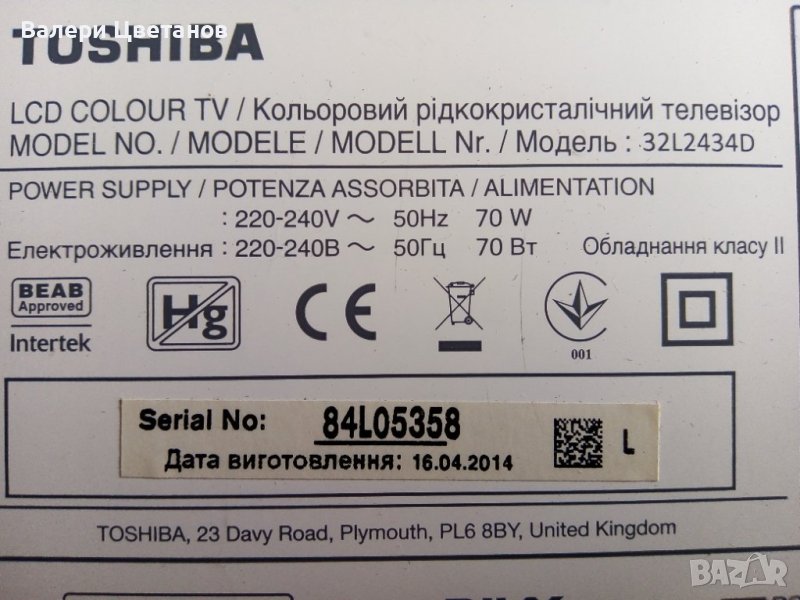 Валери Цветанов
TOSHIBA
LCD COLOUR TV / Кольоровий рідкокристалічний телевізор
MODEL NO. / MODELE / MODELL Nr. / Модель : 32L2434D
POWER SUPPLY / POTENZA ASSORBITA / ALIMENTATION
: 220-240V ～ 50Hz 70 W
Електроживлення : 220-240В ～ 50Гц 70 Вт Обладнання класу II
BEAB
Approved
Intertek
Hg
CE
001
Serial No: 84L05358
L
Дата виготовлення: 16.04.2014
TOSHIBA, 23 Davy Road, Plymouth, PL6 8BY, United Kingdom
BAZAR